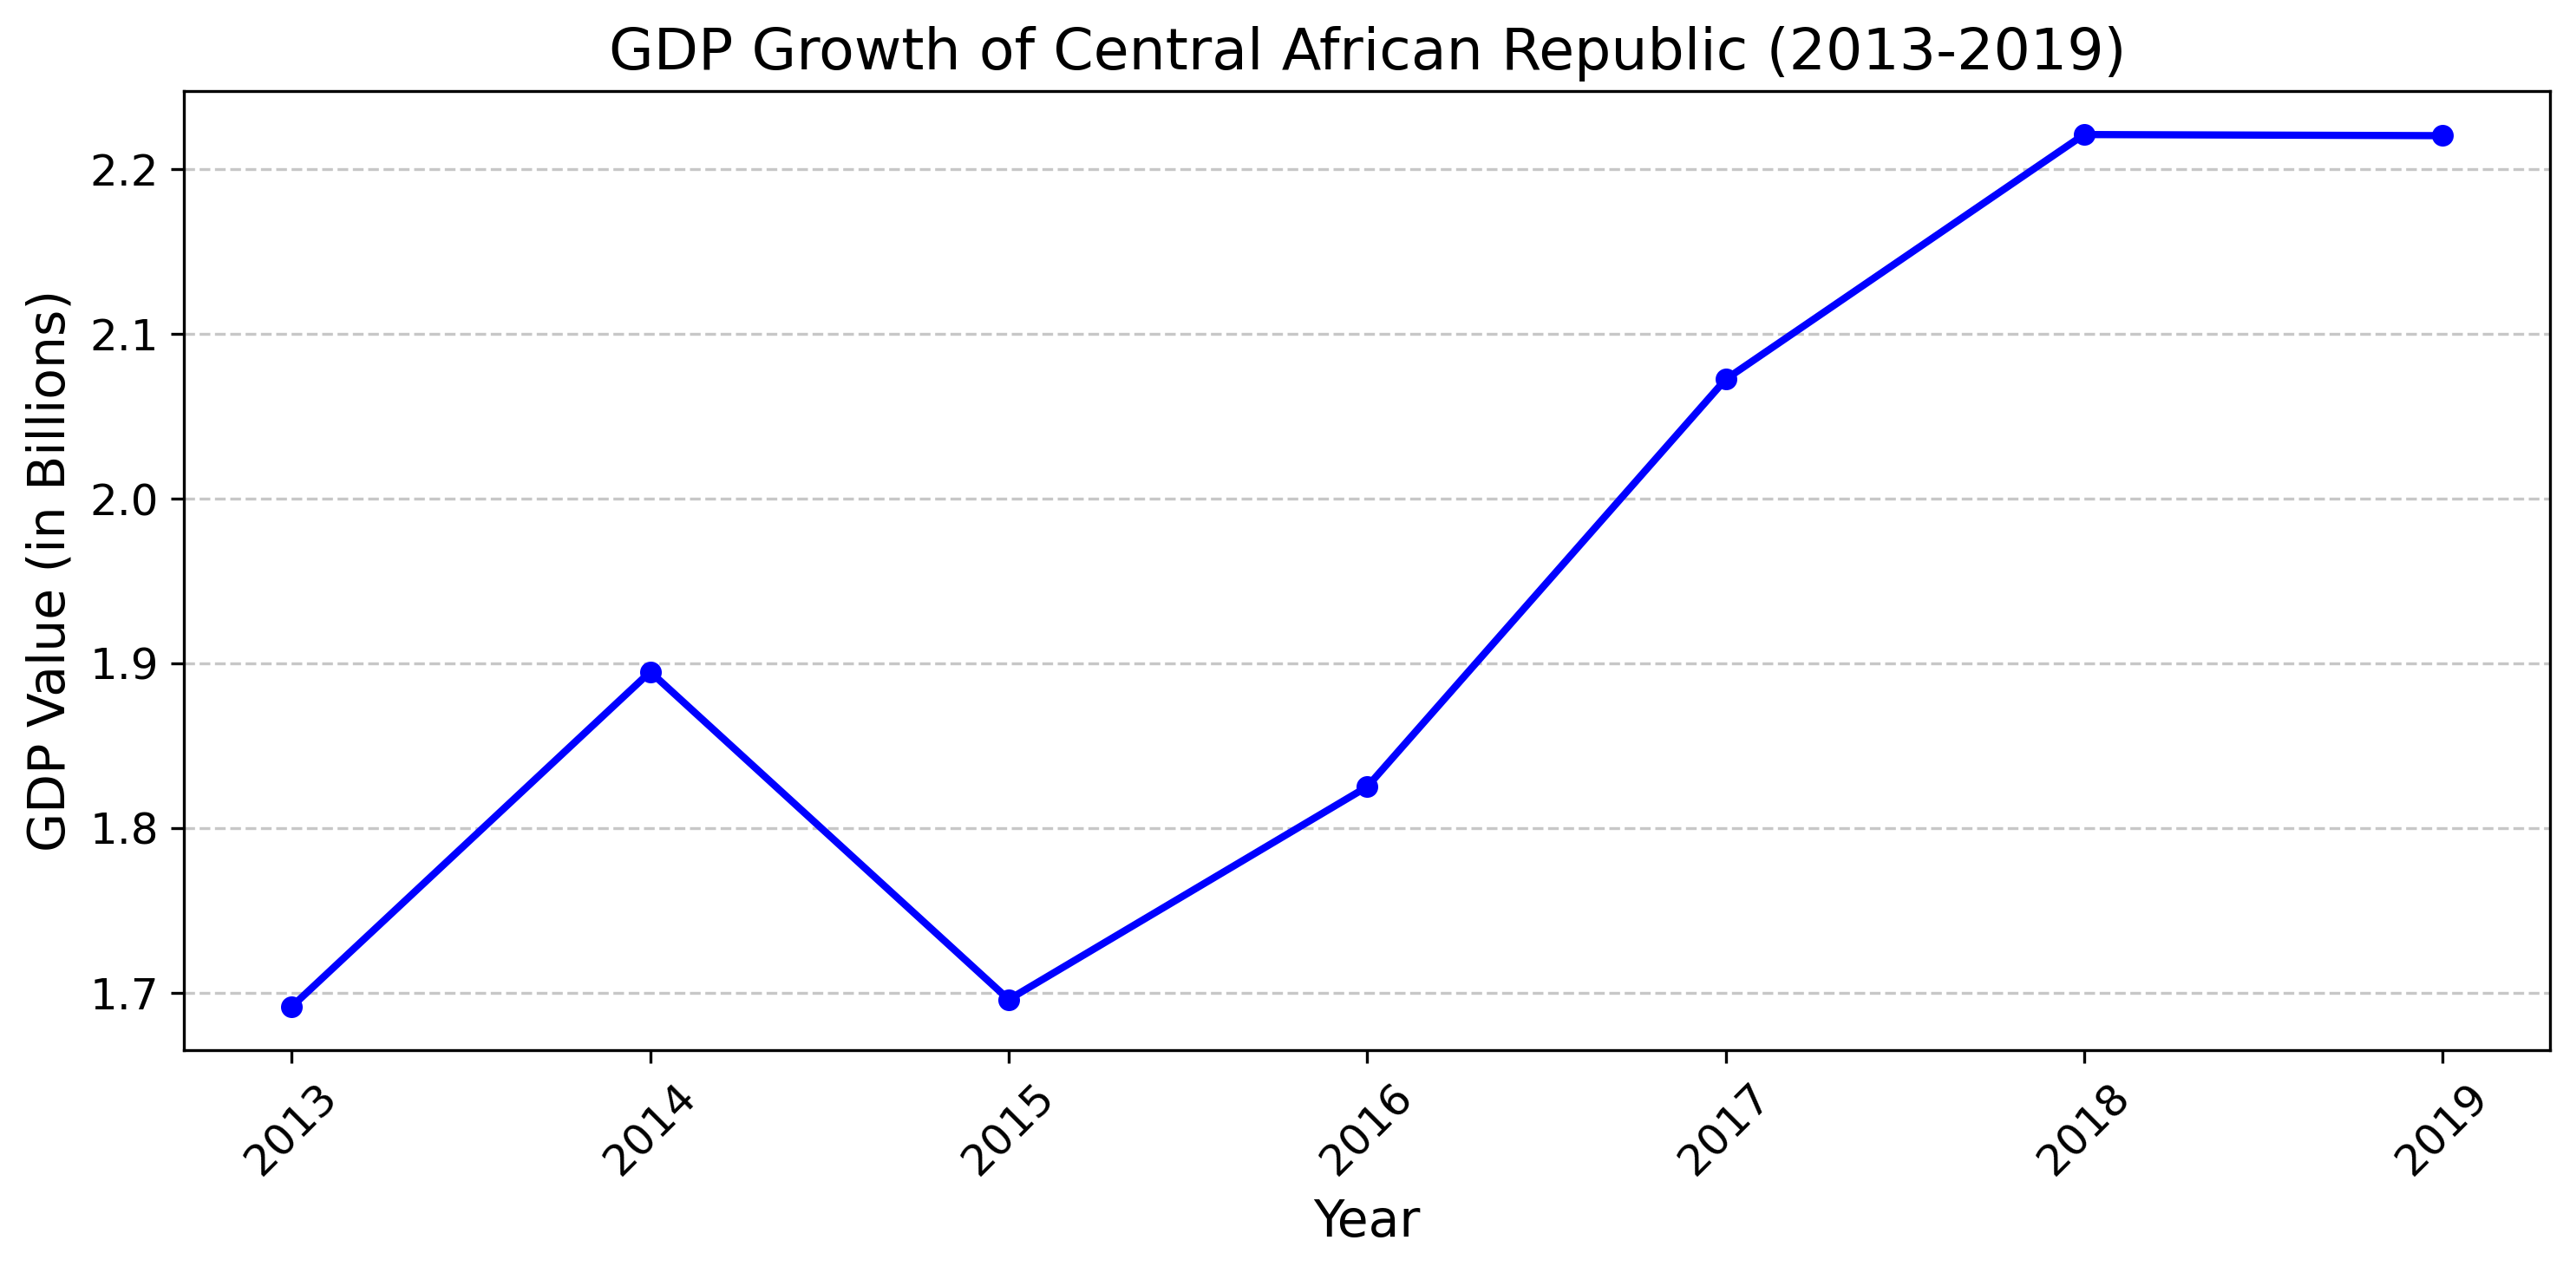 GDP Growth of Central African Republic (2013-2019)
GDP Value (in Billions)
2.2
2.1
2.0
1.9
1.8
1.7
2013 2014 2015 2016 2017 2018 2019
Year